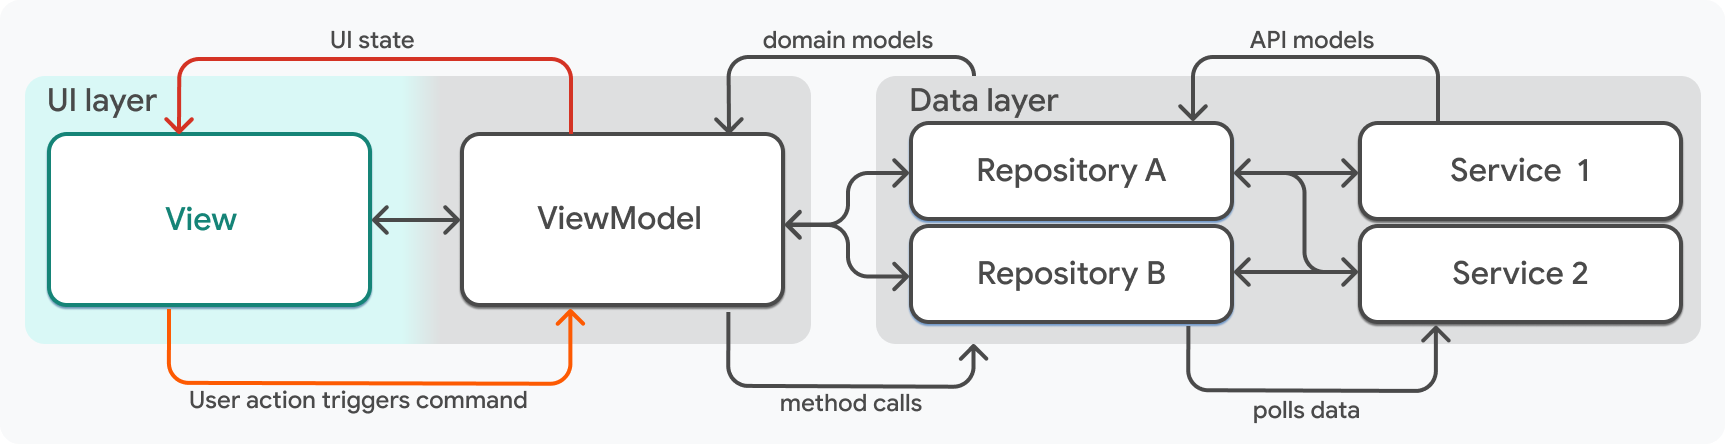 UI state
domain models
API models
UI layer
Data layer
View
ViewModel
Repository A
Service 1
Repository B
Service 2
User action triggers command
method calls
polls data